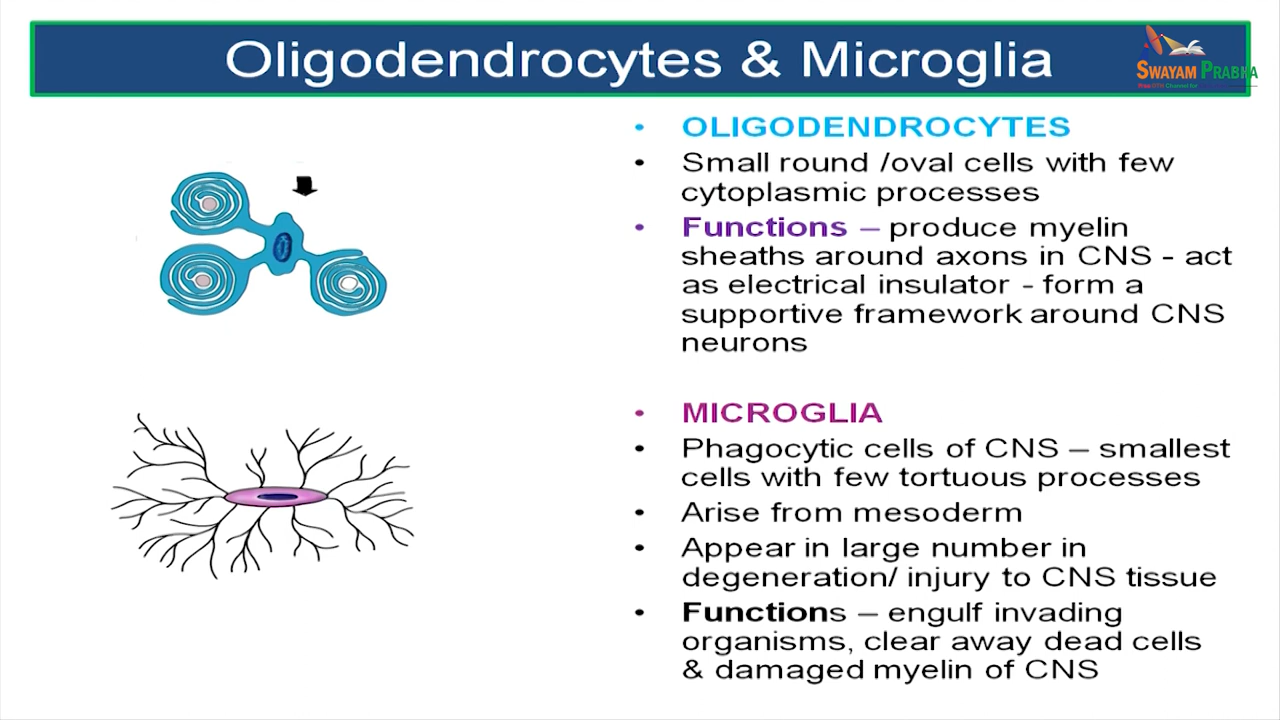 Oligodendrocytes & Microglia
SWAYAM PRABHA
• OLIGODENDROCYTES
• Small round /oval cells with few
cytoplasmic processes
• Functions – produce myelin
sheaths around axons in CNS - act
as electrical insulator - form a
supportive framework around CNS
neurons
• MICROGLIA
• Phagocytic cells of CNS – smallest
cells with few tortuous processes
• Arise from mesoderm
• Appear in large number in
degeneration/ injury to CNS tissue
• Functions – engulf invading
organisms, clear away dead cells
& damaged myelin of CNS